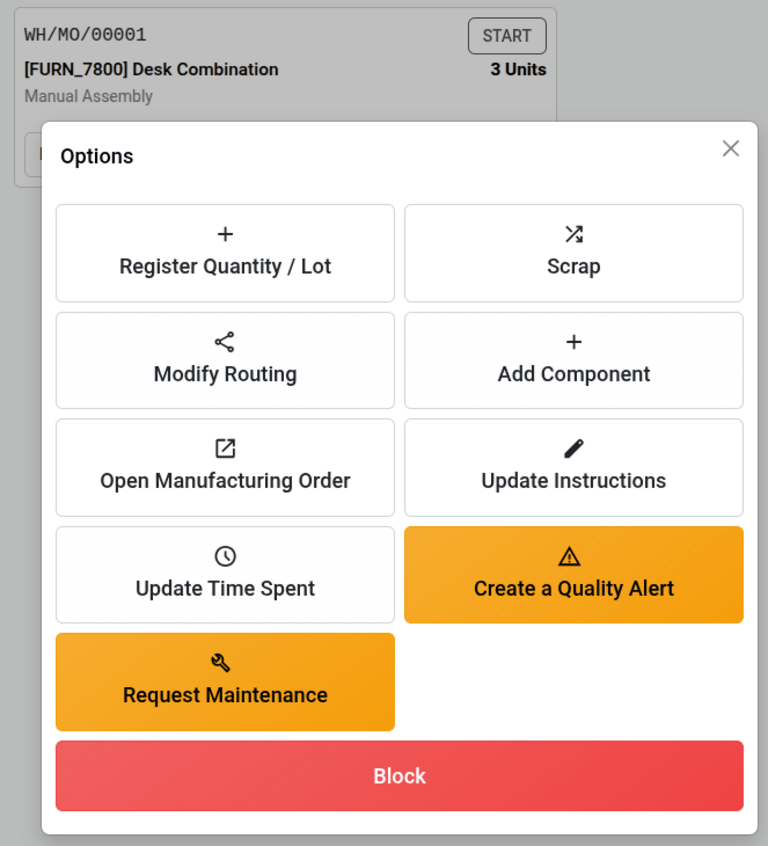 WH/MO/00001
START
[FURN_7800] Desk Combination
3 Units
Manual Assembly
Options
Register Quantity / Lot
Scrap
Modify Routing
Add Component
Open Manufacturing Order
Update Instructions
Update Time Spent
Create a Quality Alert
Request Maintenance
Block